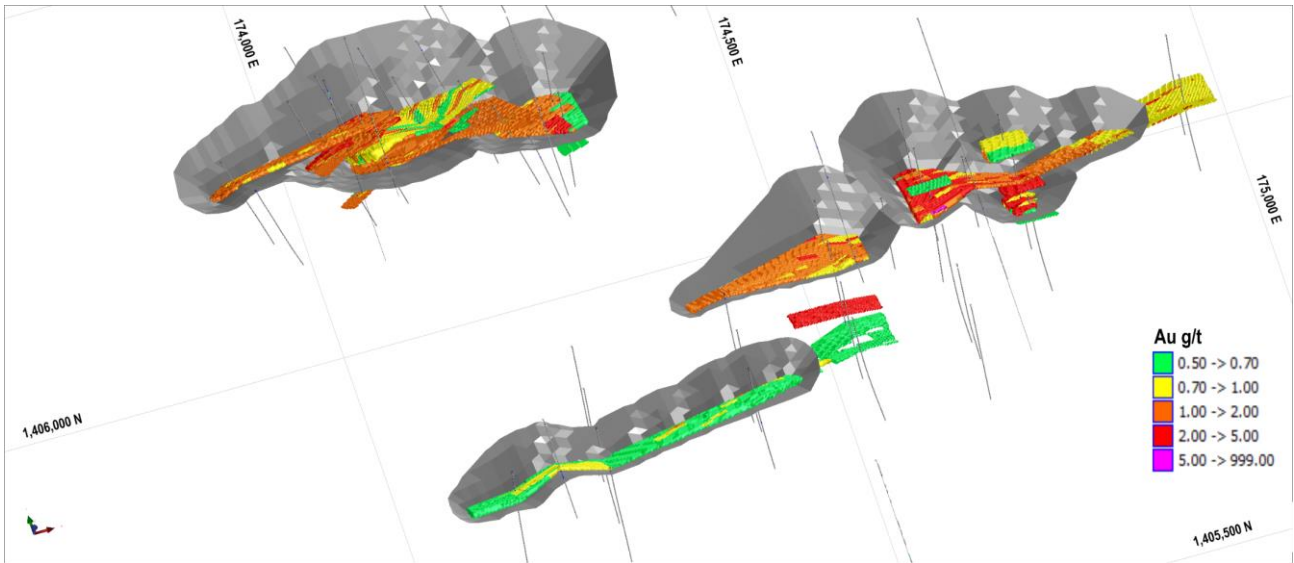 174,000 E
174,500 E
175,000 E
1,406,000 N
1,405,500 N
Au g/t
0.50 -> 0.70
0.70 -> 1.00
1.00 -> 2.00
2.00 -> 5.00
5.00 -> 999.00